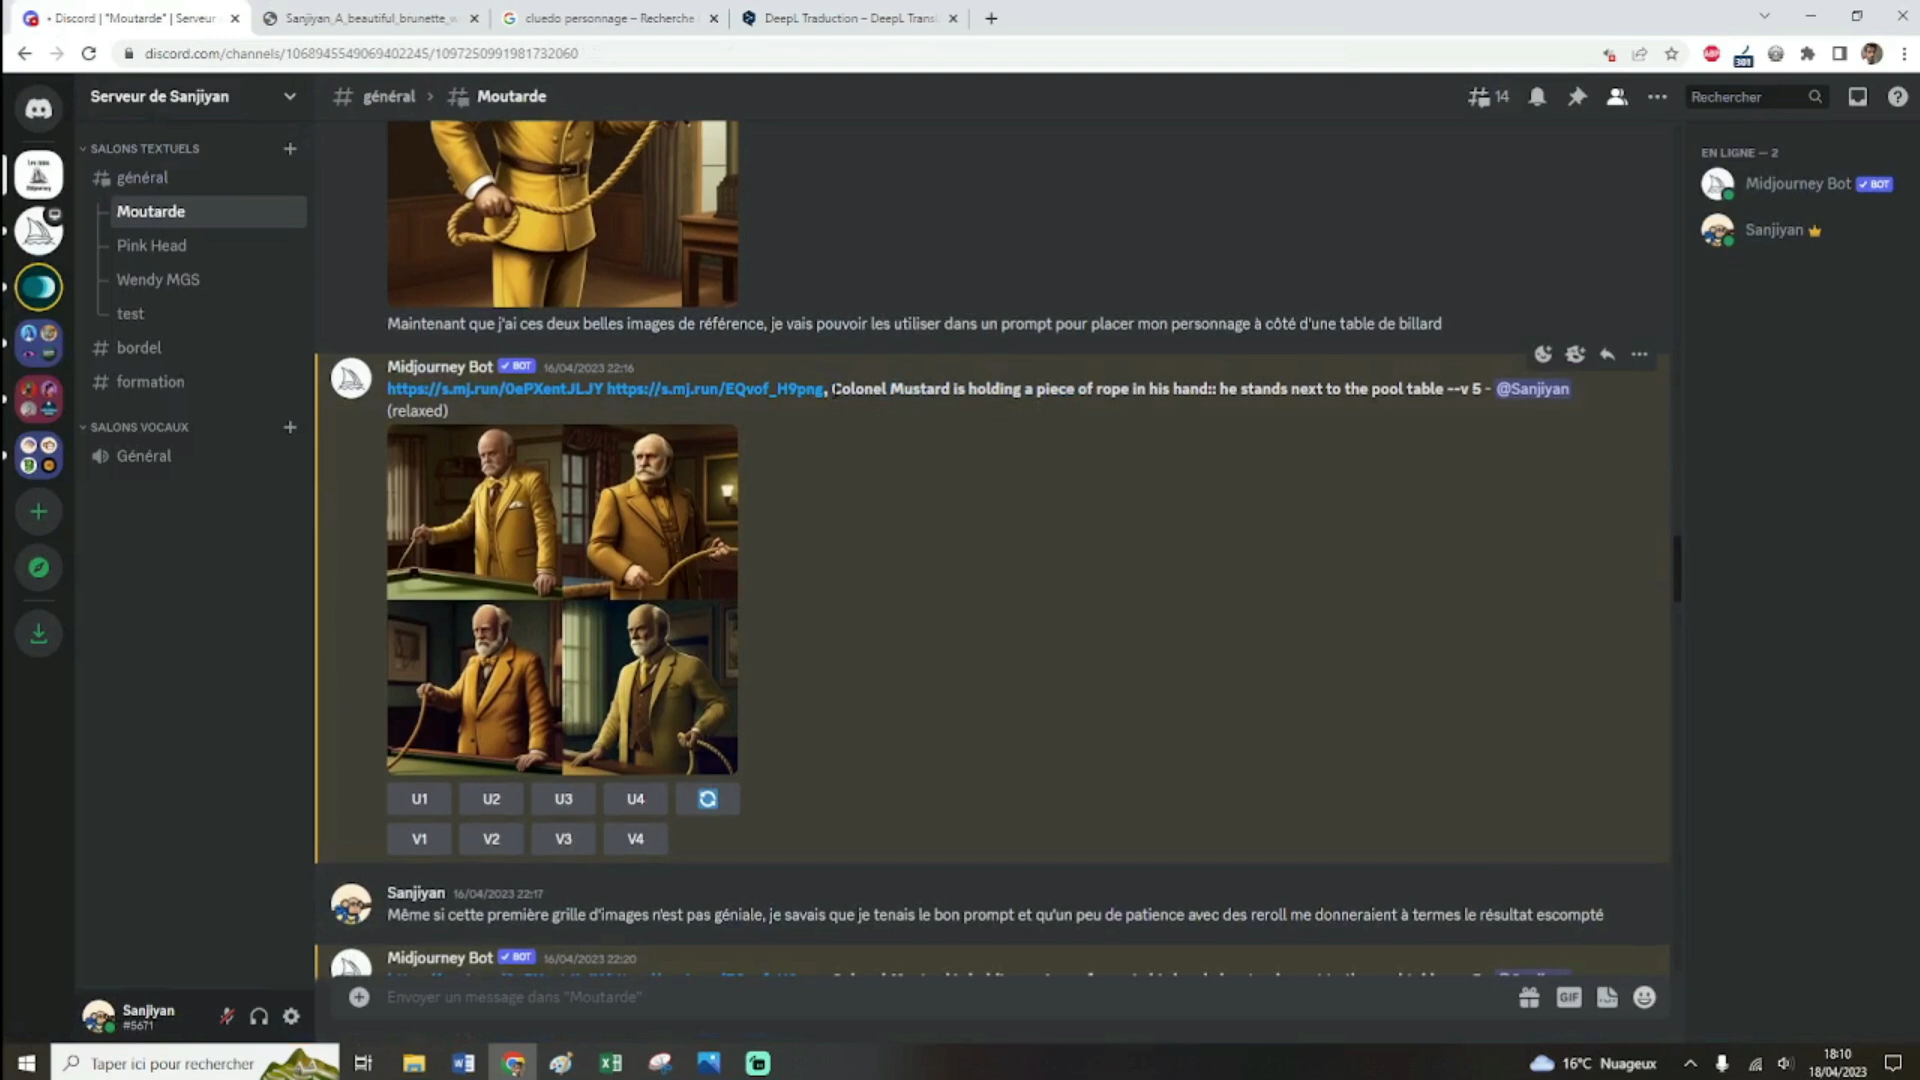 • Discord | "Moutarde" | Serveur
Sanjiyan_A_beautiful_brunette_w
cluedo personnage – Recherche
DeepL Traduction – DeepL Transl
discord.com/channels/1068945549069402245/1097250991981732060
ABP
301
Serveur de Sanjiyan
général
Moutarde
14
Rechercher
SALONS TEXTUELS
général
Moutarde
Pink Head
Wendy MGS
test
bordel
formation
SALONS VOCAUX
Général
EN LIGNE — 2
Midjourney Bot BOT
Sanjiyan
Maintenant que j'ai ces deux belles images de référence, je vais pouvoir les utiliser dans un prompt pour placer mon personnage à côté d'une table de billard
Midjourney Bot BOT 16/04/2023 22:16
https://s.mj.run/0ePXentJLJY https://s.mj.run/EQvof_H9png, Colonel Mustard is holding a piece of rope in his hand:: he stands next to the pool table --v 5 - @Sanjiyan
(relaxed)
U1 U2 U3 U4
V1 V2 V3 V4
Sanjiyan 16/04/2023 22:17
Même si cette première grille d'images n'est pas géniale, je savais que je tenais le bon prompt et qu'un peu de patience avec des reroll me donneraient à termes le résultat escompté
Midjourney Bot BOT 16/04/2023 22:20
Envoyer un message dans "Moutarde"
GIF
Sanjiyan
#5671
Taper ici pour rechercher
16°C Nuageux
18:10
18/04/2023